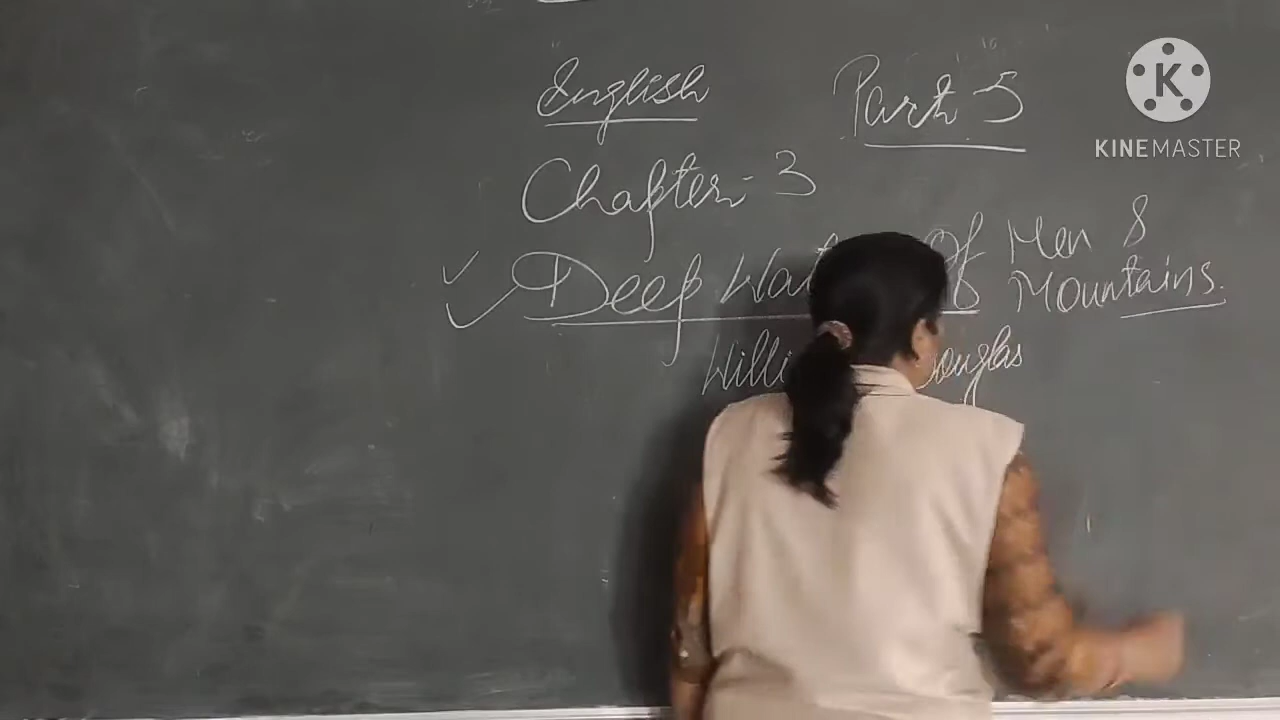 English Part 5
Chapter-3
Deep Wat Of Men &
Mountains.
Willi ouglas
KINEMASTER